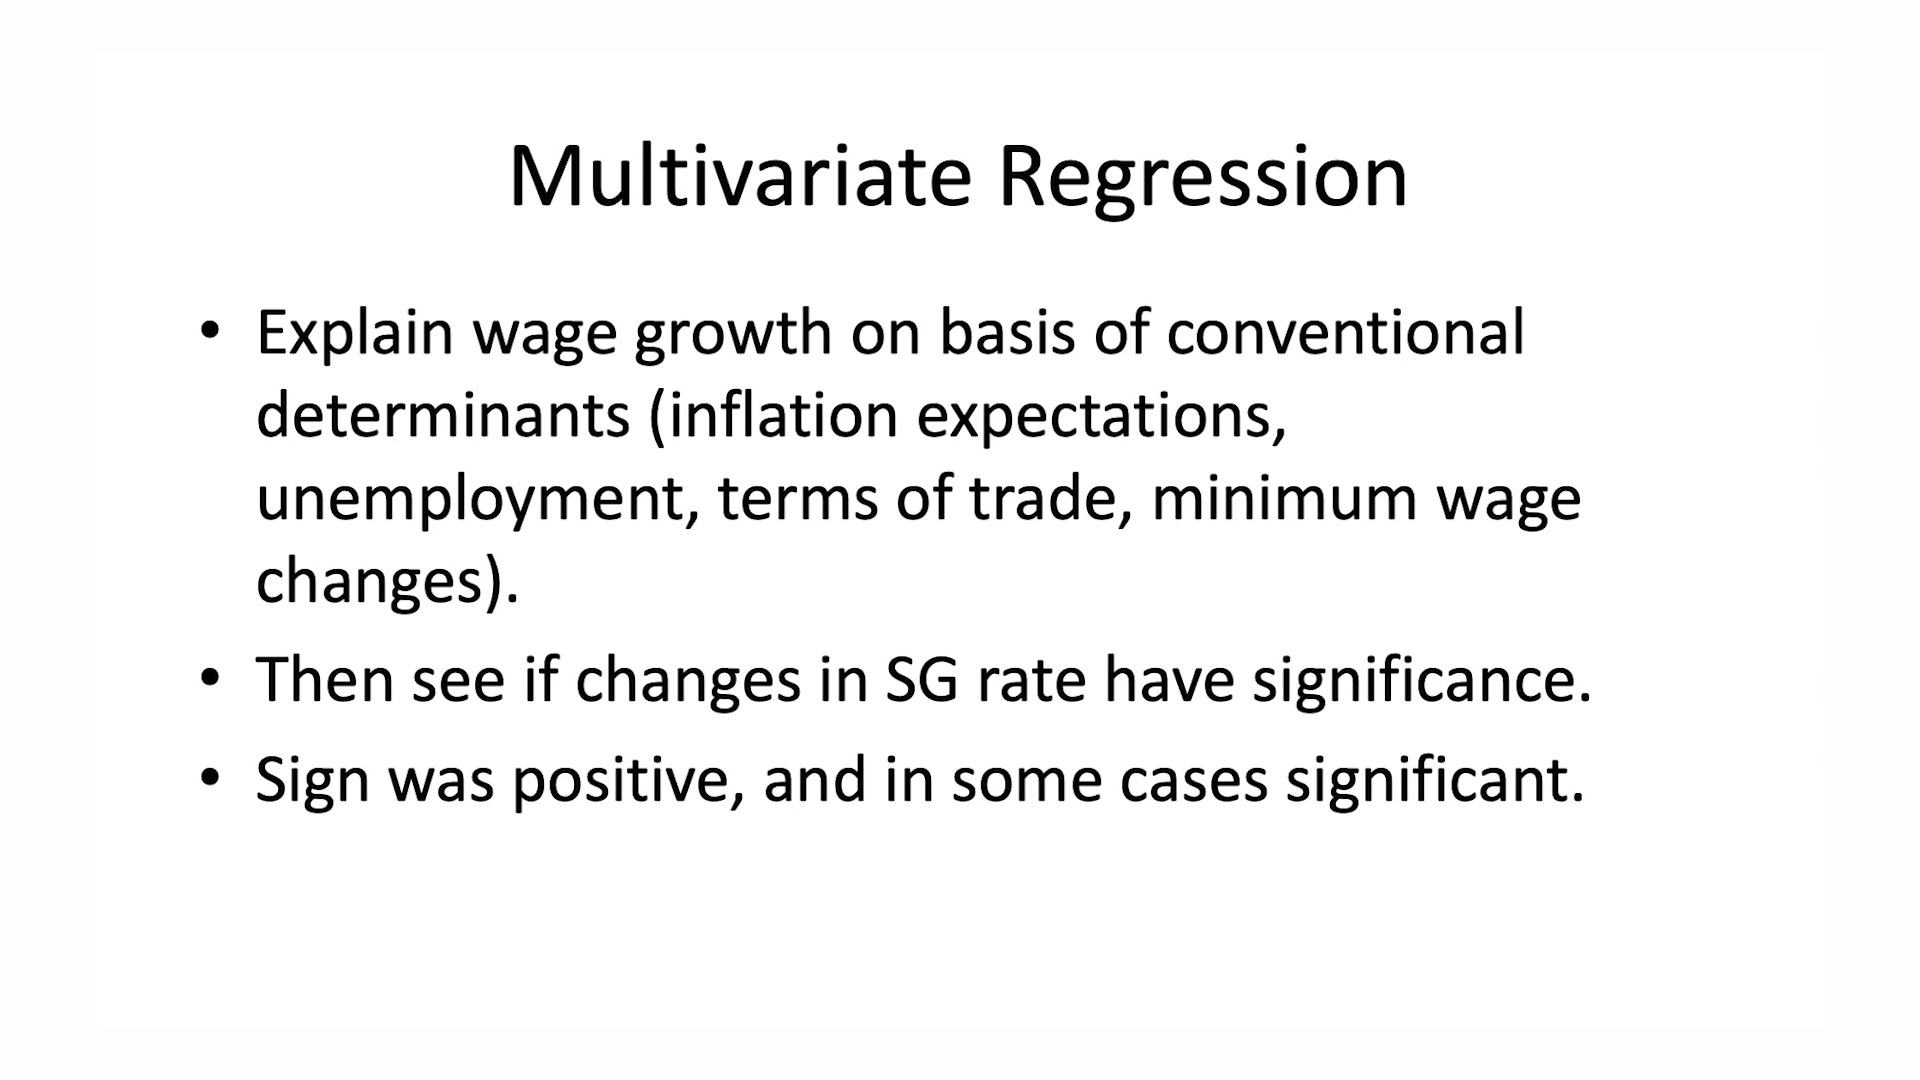 Multivariate Regression
• Explain wage growth on basis of conventional
determinants (inflation expectations,
unemployment, terms of trade, minimum wage
changes).
• Then see if changes in SG rate have significance.
• Sign was positive, and in some cases significant.